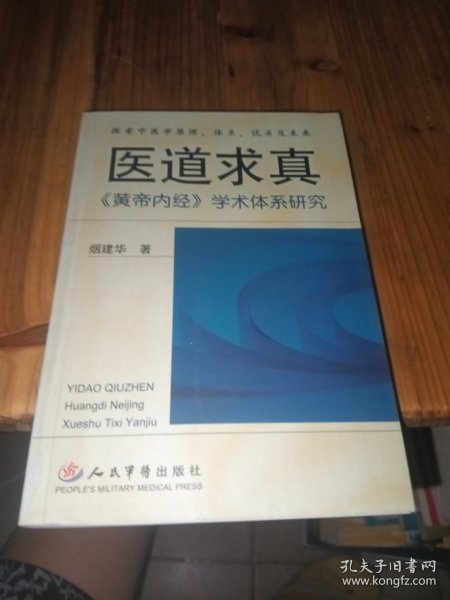 探索中医学原理、体系、优劣及未来
医道求真
《黄帝内经》学术体系研究
烟建华 著
YIDAO QIUZHEN
Huangdi Neijing
Xueshu Tixi Yanjiu
人民军医出版社
PEOPLE'S MILITARY MEDICAL PRESS
孔夫子旧书网
www.kongfz.com